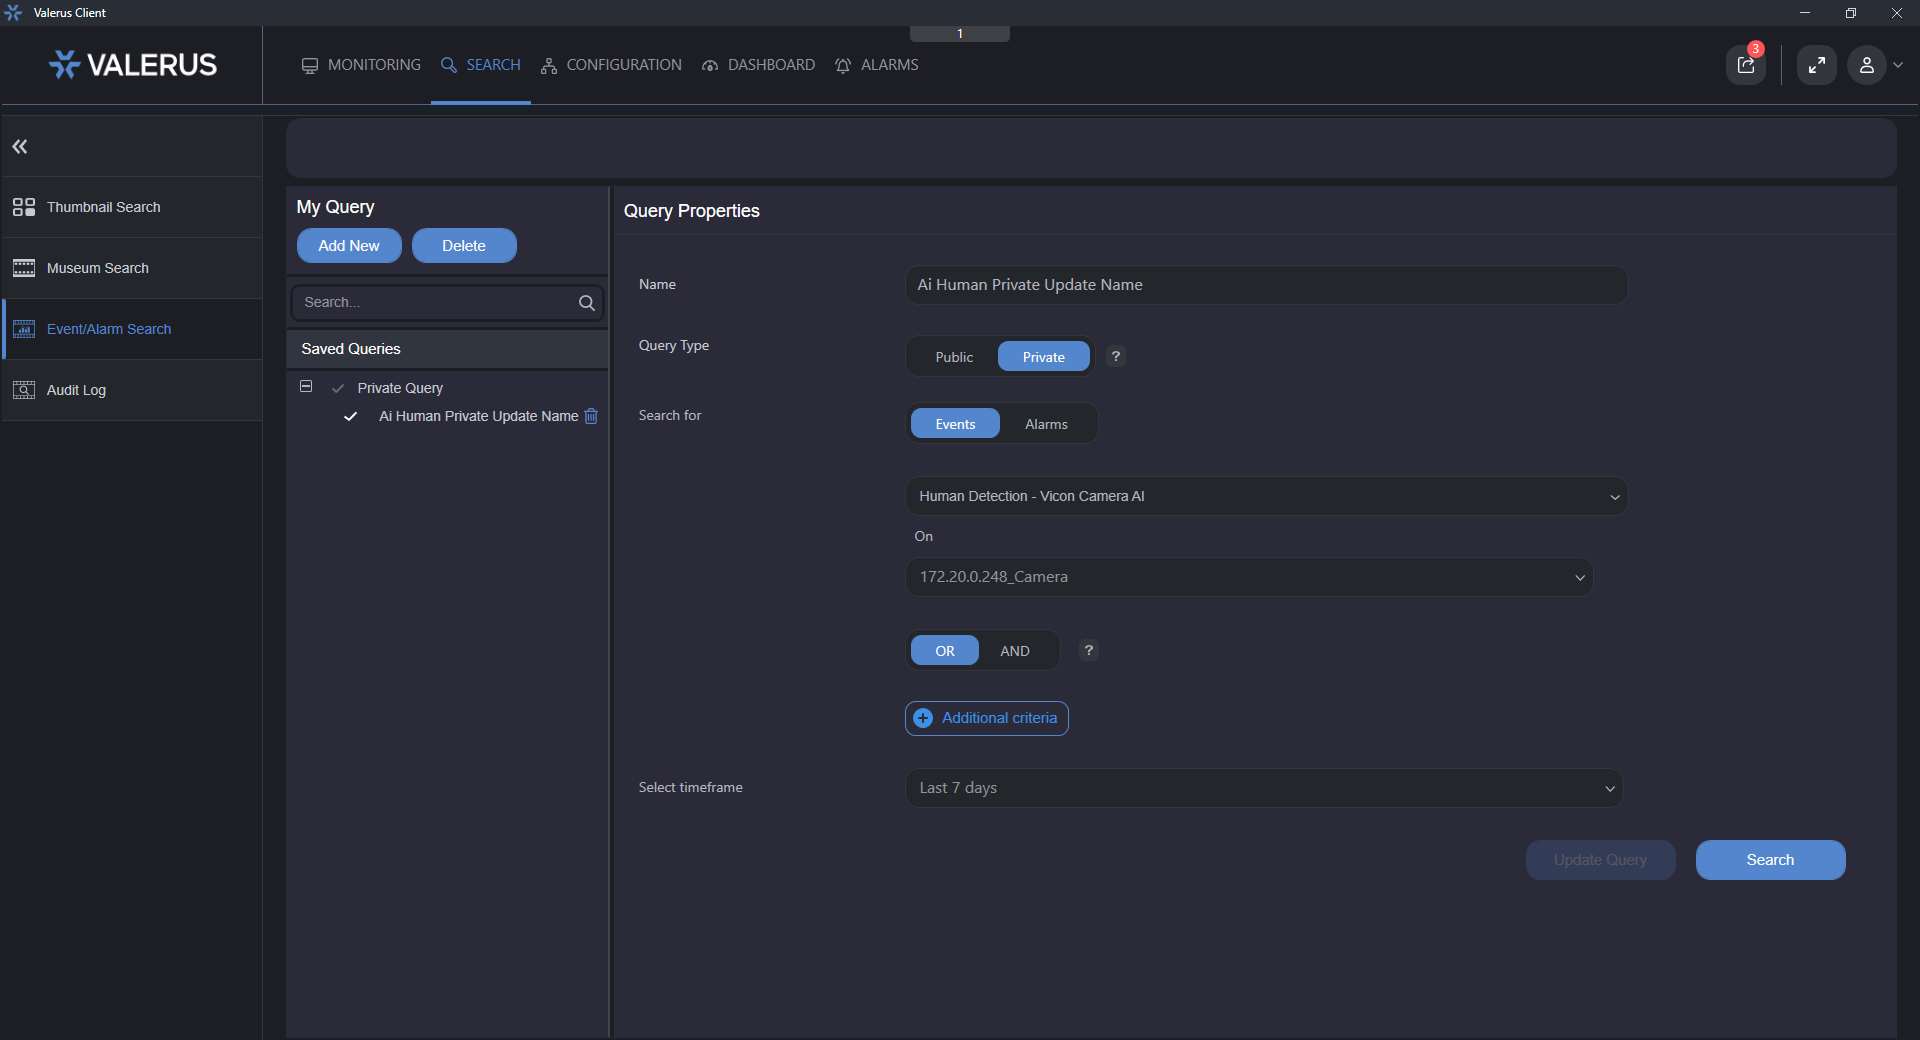 Valerus Client
1
VALERUS
MONITORING SEARCH CONFIGURATION DASHBOARD ALARMS
3
Thumbnail Search
Museum Search
Event/Alarm Search
Audit Log
My Query
Add New Delete
Search...
Saved Queries
Private Query
Ai Human Private Update Name
Query Properties
Name Ai Human Private Update Name
Query Type Public Private ?
Search for Events Alarms
Human Detection - Vicon Camera AI
On
172.20.0.248_Camera
OR AND ?
Additional criteria
Select timeframe Last 7 days
Update Query Search